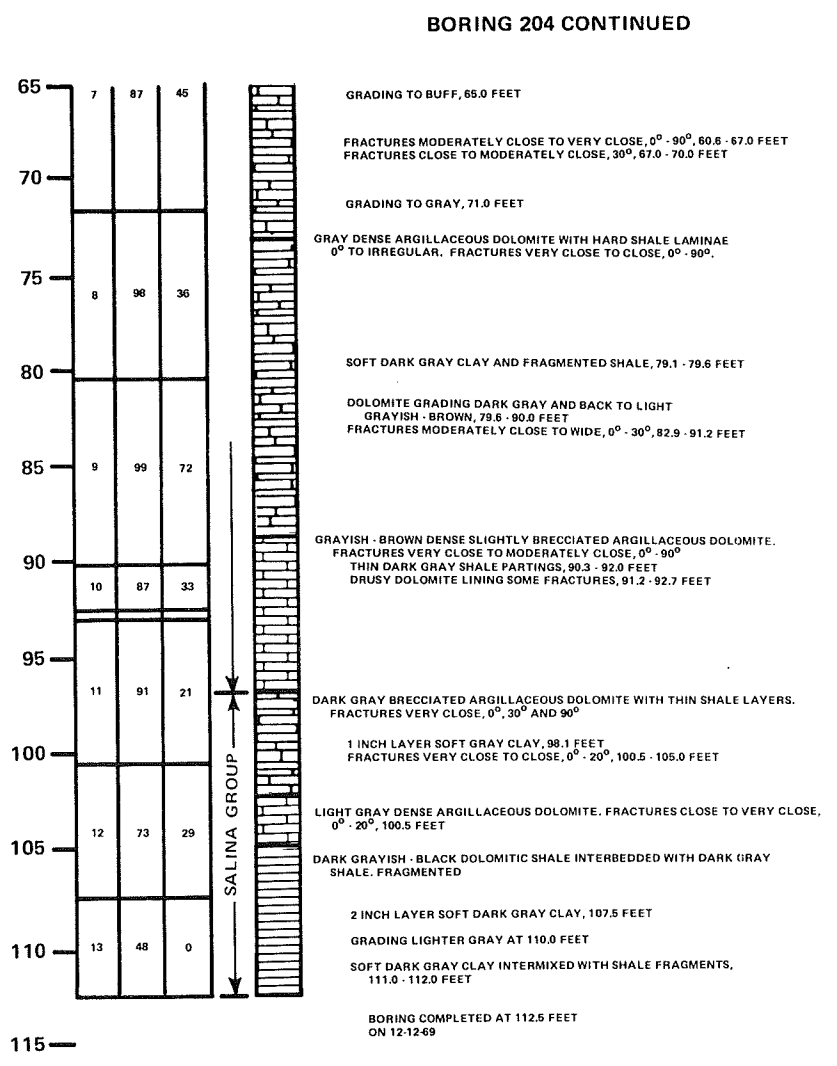 BORING 204 CONTINUED
65
7 87 45
GRADING TO BUFF, 65.0 FEET
FRACTURES MODERATELY CLOSE TO VERY CLOSE, 0° - 90°, 60.6 - 67.0 FEET
FRACTURES CLOSE TO MODERATELY CLOSE, 30°, 67.0 - 70.0 FEET
70
GRADING TO GRAY, 71.0 FEET
GRAY DENSE ARGILLACEOUS DOLOMITE WITH HARD SHALE LAMINAE
0° TO IRREGULAR. FRACTURES VERY CLOSE TO CLOSE, 0° - 90°.
75
8 98 36
SOFT DARK GRAY CLAY AND FRAGMENTED SHALE, 79.1 - 79.6 FEET
80
DOLOMITE GRADING DARK GRAY AND BACK TO LIGHT
GRAYISH - BROWN, 79.6 - 90.0 FEET
FRACTURES MODERATELY CLOSE TO WIDE, 0° - 30°, 82.9 - 91.2 FEET
85
9 99 72
GRAYISH - BROWN DENSE SLIGHTLY BRECCIATED ARGILLACEOUS DOLOMITE.
FRACTURES VERY CLOSE TO MODERATELY CLOSE, 0° - 90°
90
THIN DARK GRAY SHALE PARTINGS, 90.3 - 92.0 FEET
DRUSY DOLOMITE LINING SOME FRACTURES, 91.2 - 92.7 FEET
10 87 33
95
11 91 21
DARK GRAY BRECCIATED ARGILLACEOUS DOLOMITE WITH THIN SHALE LAYERS.
FRACTURES VERY CLOSE, 0°, 30° AND 90°
1 INCH LAYER SOFT GRAY CLAY, 98.1 FEET
100
FRACTURES VERY CLOSE TO CLOSE, 0° - 20°, 100.5 - 105.0 FEET
SALINA GROUP
LIGHT GRAY DENSE ARGILLACEOUS DOLOMITE. FRACTURES CLOSE TO VERY CLOSE,
0° - 20°, 100.5 FEET
12 73 29
105
DARK GRAYISH - BLACK DOLOMITIC SHALE INTERBEDDED WITH DARK GRAY
SHALE. FRAGMENTED
2 INCH LAYER SOFT DARK GRAY CLAY, 107.5 FEET
GRADING LIGHTER GRAY AT 110.0 FEET
110
13 48 0
SOFT DARK GRAY CLAY INTERMIXED WITH SHALE FRAGMENTS,
111.0 - 112.0 FEET
BORING COMPLETED AT 112.5 FEET
ON 12-12-69
115